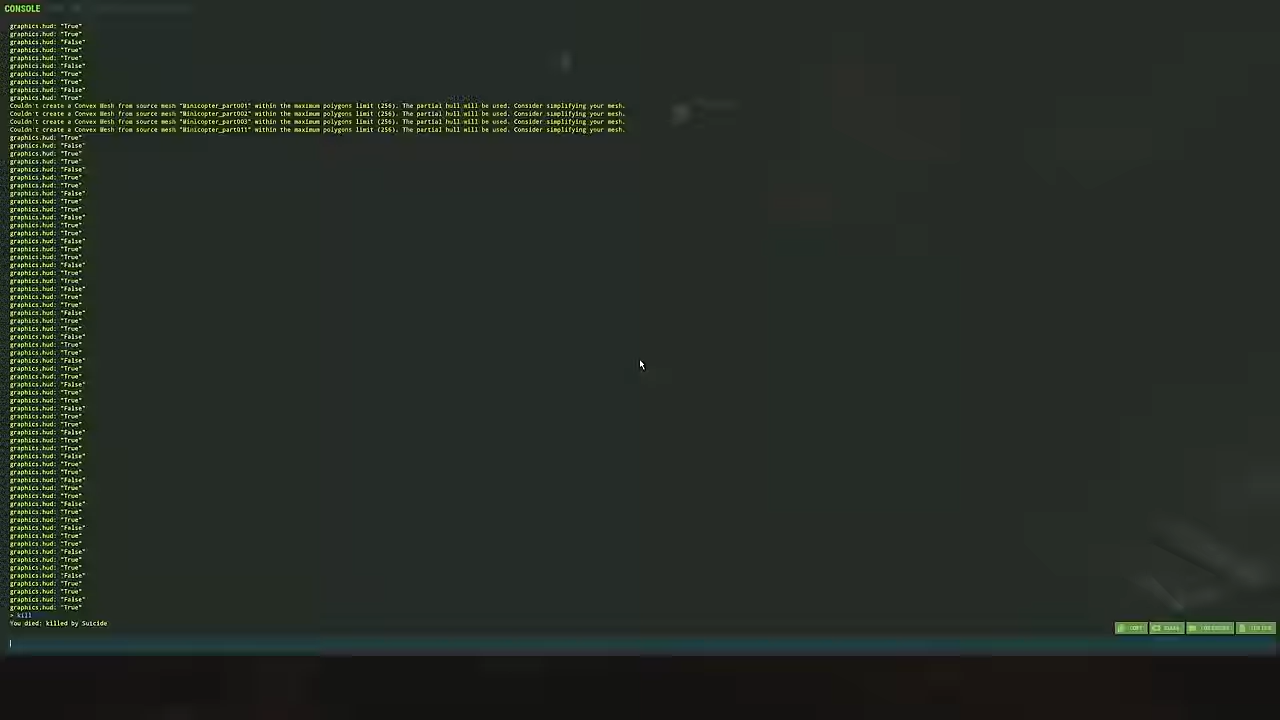 CONSOLE
graphics.hud: "True"
graphics.hud: "True"
graphics.hud: "False"
graphics.hud: "True"
graphics.hud: "True"
graphics.hud: "False"
graphics.hud: "True"
graphics.hud: "True"
graphics.hud: "False"
graphics.hud: "True"
Couldn't create a Convex Mesh from source mesh "Minicopter_part001" within the maximum polygons limit (256). The partial hull will be used. Consider simplifying your mesh.
Couldn't create a Convex Mesh from source mesh "Minicopter_part002" within the maximum polygons limit (256). The partial hull will be used. Consider simplifying your mesh.
Couldn't create a Convex Mesh from source mesh "Minicopter_part003" within the maximum polygons limit (256). The partial hull will be used. Consider simplifying your mesh.
Couldn't create a Convex Mesh from source mesh "Minicopter_part011" within the maximum polygons limit (256). The partial hull will be used. Consider simplifying your mesh.
graphics.hud: "True"
graphics.hud: "False"
graphics.hud: "True"
graphics.hud: "True"
graphics.hud: "False"
graphics.hud: "True"
graphics.hud: "True"
graphics.hud: "False"
graphics.hud: "True"
graphics.hud: "True"
graphics.hud: "False"
graphics.hud: "True"
graphics.hud: "True"
graphics.hud: "False"
graphics.hud: "True"
graphics.hud: "True"
graphics.hud: "False"
graphics.hud: "True"
graphics.hud: "True"
graphics.hud: "False"
graphics.hud: "True"
graphics.hud: "True"
graphics.hud: "False"
graphics.hud: "True"
graphics.hud: "True"
graphics.hud: "False"
graphics.hud: "True"
graphics.hud: "True"
graphics.hud: "False"
graphics.hud: "True"
graphics.hud: "True"
graphics.hud: "False"
graphics.hud: "True"
graphics.hud: "True"
graphics.hud: "False"
graphics.hud: "True"
graphics.hud: "True"
graphics.hud: "False"
graphics.hud: "True"
graphics.hud: "True"
graphics.hud: "False"
graphics.hud: "True"
graphics.hud: "True"
graphics.hud: "False"
graphics.hud: "True"
graphics.hud: "True"
graphics.hud: "False"
graphics.hud: "True"
graphics.hud: "True"
graphics.hud: "False"
graphics.hud: "True"
graphics.hud: "True"
graphics.hud: "False"
graphics.hud: "True"
graphics.hud: "True"
graphics.hud: "False"
graphics.hud: "True"
graphics.hud: "True"
graphics.hud: "False"
graphics.hud: "True"
graphics.hud: "True"
graphics.hud: "False"
graphics.hud: "True"
> kill
You died: killed by Suicide
COPY